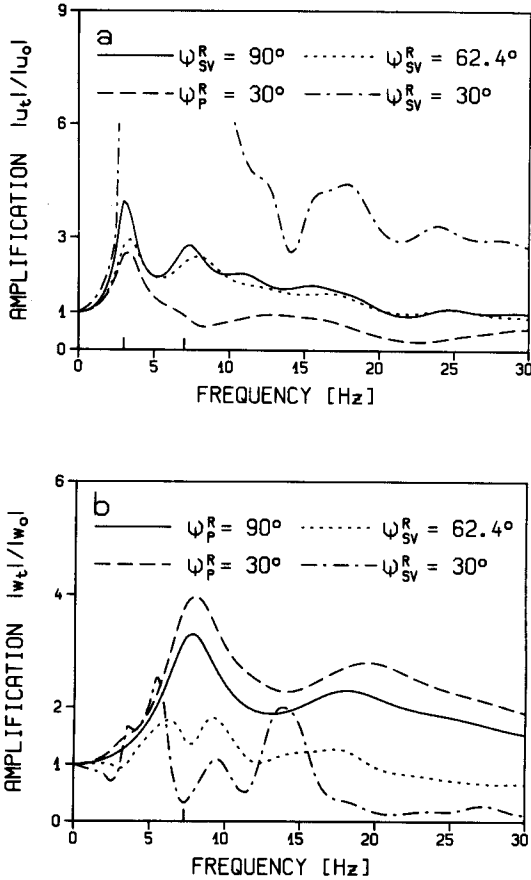 a
ψ^R_SV = 90° ψ^R_SV = 62.4°
ψ^R_P = 30° ψ^R_SV = 30°
AMPLIFICATION |u_t|/|u_o|
9
6
3
1
0
0 5 10 15 20 25 30
FREQUENCY [Hz]
b
ψ^R_P = 90° ψ^R_SV = 62.4°
ψ^R_P = 30° ψ^R_SV = 30°
AMPLIFICATION |w_t|/|w_o|
6
4
2
1
0
0 5 10 15 20 25 30
FREQUENCY [Hz]